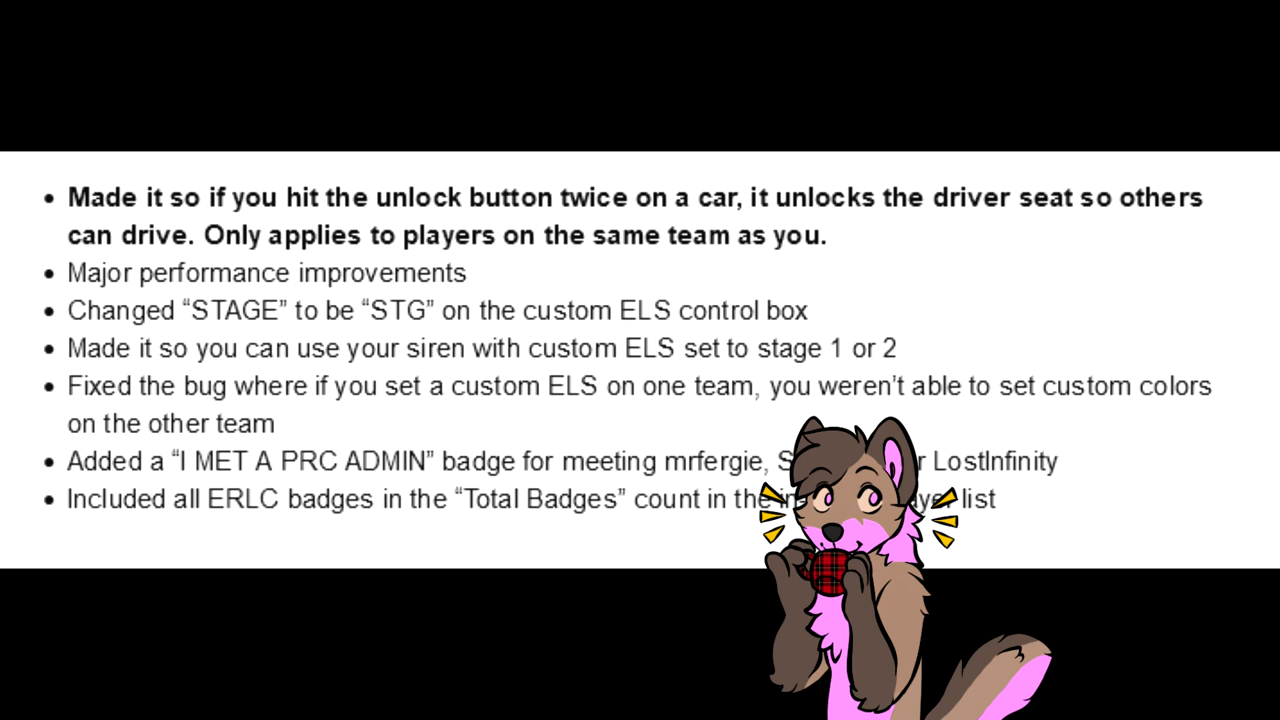 • Made it so if you hit the unlock button twice on a car, it unlocks the driver seat so others
can drive. Only applies to players on the same team as you.
• Major performance improvements
• Changed “STAGE” to be “STG” on the custom ELS control box
• Made it so you can use your siren with custom ELS set to stage 1 or 2
• Fixed the bug where if you set a custom ELS on one team, you weren’t able to set custom colors
on the other team
• Added a “I MET A PRC ADMIN” badge for meeting mrfergie, LostInfinity
• Included all ERLC badges in the “Total Badges” count in the list